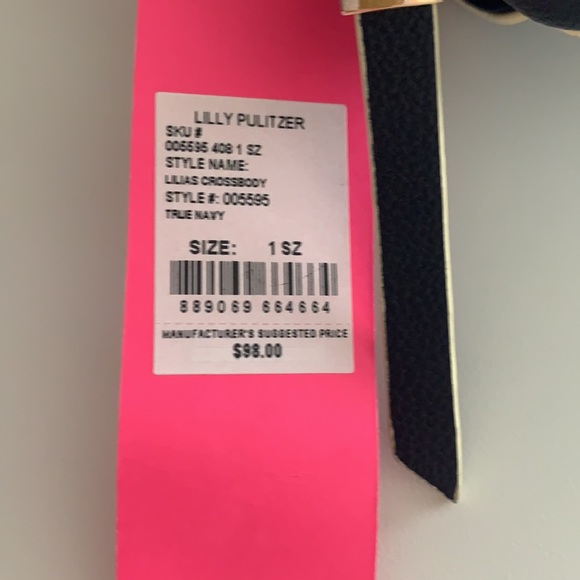 LILLY PULITZER
SKU #
005595 408 1 SZ
STYLE NAME:
LILIAS CROSSBODY
STYLE #: 005595
TRUE NAVY
SIZE: 1 SZ
889069 664664
MANUFACTURER'S SUGGESTED PRICE
$98.00